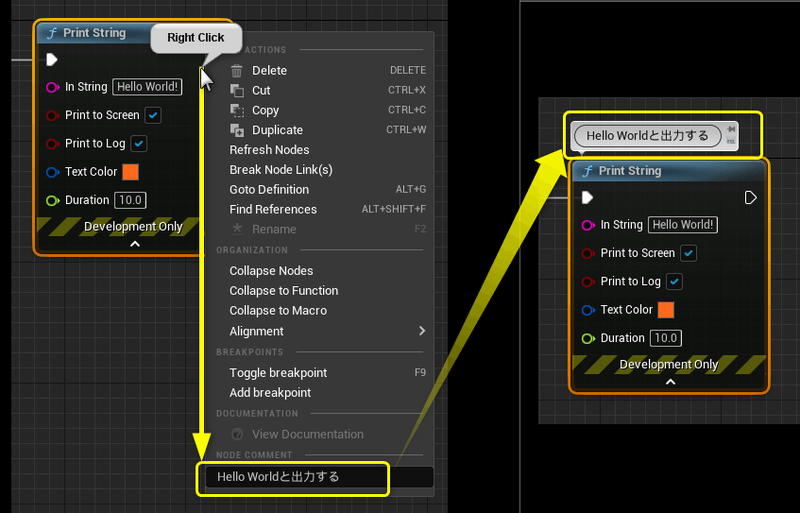 Print String
Right Click
In String Hello World!
Print to Screen
Print to Log
Text Color
Duration 10.0
Development Only
ACTIONS
Delete DELETE
Cut CTRL+X
Copy CTRL+C
Duplicate CTRL+W
Refresh Nodes
Break Node Link(s)
Goto Definition ALT+G
Find References ALT+SHIFT+F
Rename F2
ORGANIZATION
Collapse Nodes
Collapse to Function
Collapse to Macro
Alignment
BREAKPOINTS
Toggle breakpoint F9
Add breakpoint
DOCUMENTATION
View Documentation
NODE COMMENT
Hello Worldと出力する
Hello Worldと出力する
Print String
In String Hello World!
Print to Screen
Print to Log
Text Color
Duration 10.0
Development Only